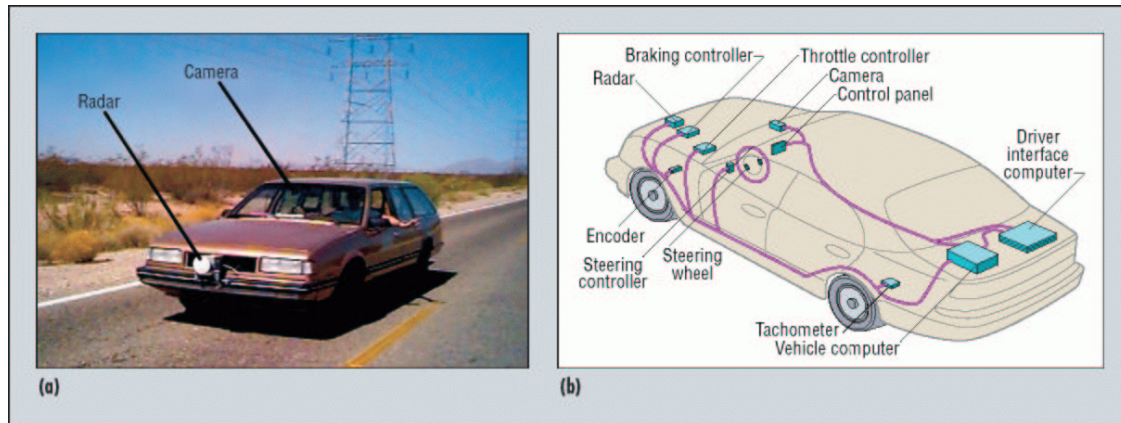 Camera
Radar
(a)
Braking controller
Throttle controller
Radar
Camera
Control panel
Driver
interface
computer
Encoder
Steering
controller
Steering
wheel
Tachometer
Vehicle computer
(b)